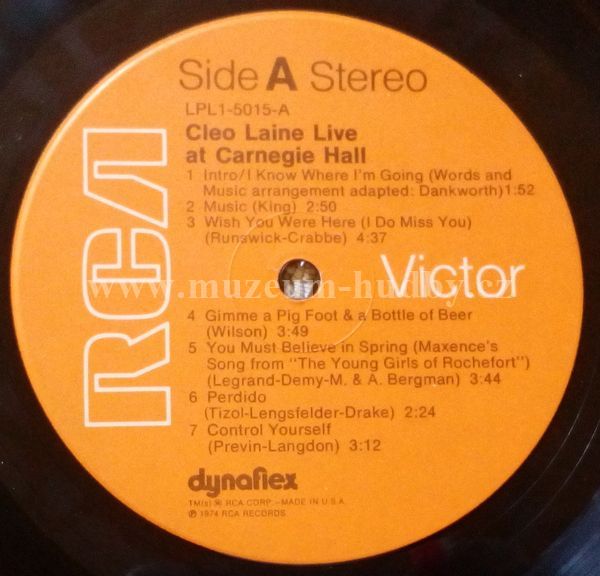 Side A Stereo
LPL1-5015-A
Cleo Laine Live
at Carnegie Hall
1 Intro/I Know Where I'm Going (Words and
Music arrangement adapted: Dankworth) 1:52
2 Music (King) 2:50
3 Wish You Were Here (I Do Miss You)
(Runswick-Crabbe) 4:37
RCA
Victor
www.muzeum-hudby.cz
4 Gimme a Pig Foot & a Bottle of Beer
(Wilson) 3:49
5 You Must Believe in Spring (Maxence's
Song from "The Young Girls of Rochefort")
(Legrand-Demy-M. & A. Bergman) 3:44
6 Perdido
(Tizol-Lengsfelder-Drake) 2:24
7 Control Yourself
(Previn-Langdon) 3:12
dynaflex
TM(s) ® RCA CORP.–MADE IN U.S.A.
℗ 1974 RCA RECORDS